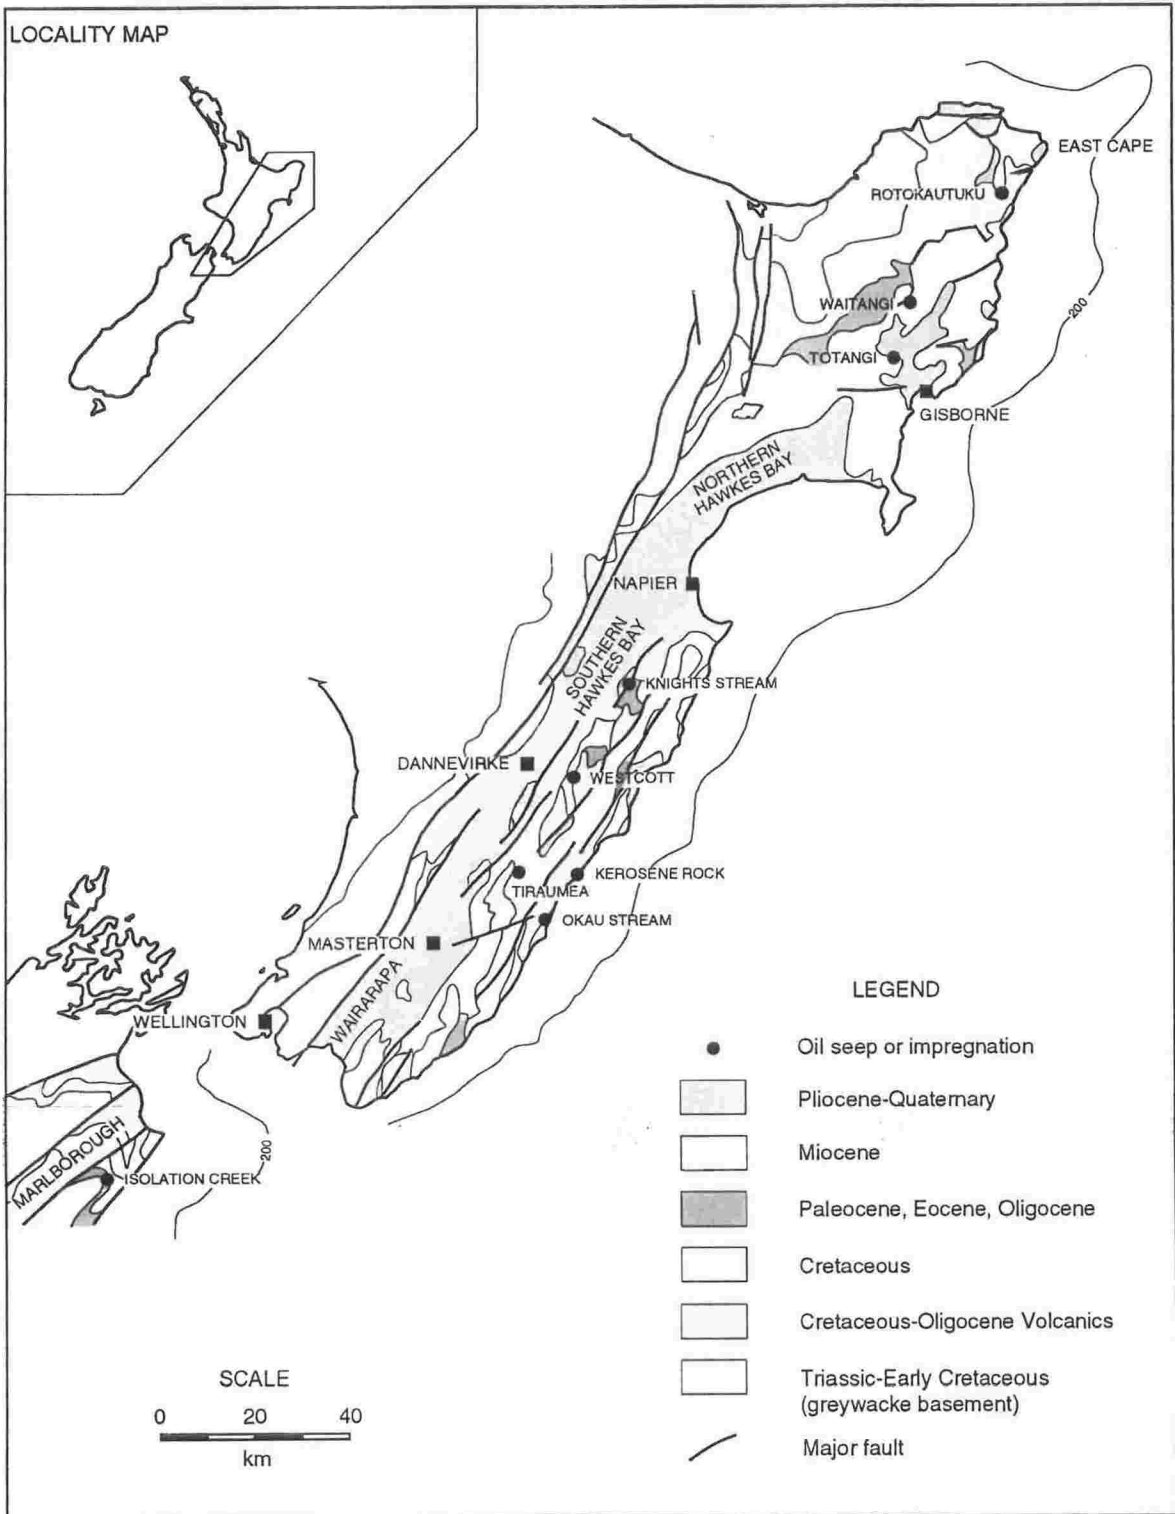 LOCALITY MAP
EAST CAPE
ROTOKAUTUKU
WAITANGI
200
TOTANGI
GISBORNE
NORTHERN
HAWKES BAY
NAPIER
SOUTHERN
HAWKES BAY
KNIGHTS STREAM
DANNEVIRKE
WESTCOTT
KEROSENE ROCK
TIRAUMEA
OKAU STREAM
MASTERTON
WAIRARAPA
WELLINGTON
MARLBOROUGH
200
ISOLATION CREEK
LEGEND
Oil seep or impregnation
Pliocene-Quaternary
Miocene
Paleocene, Eocene, Oligocene
Cretaceous
Cretaceous-Oligocene Volcanics
Triassic-Early Cretaceous
(greywacke basement)
Major fault
SCALE
0 20 40
km